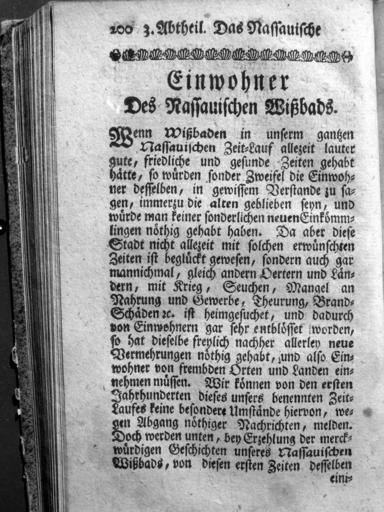 200 3. Abtheil. Das Nassauische
Einwohner
Des Nassauischen Wißbads.
Wenn Wißbaden in unserm gantzen
Nassauischen Zeit-Lauf allezeit lauter
gute, friedliche und gesunde Zeiten gehabt
hätte, so würden sonder Zweifel die Einwoh-
ner desselben, in gewissem Verstande zu sa-
gen, immerzu die alten geblieben seyn, und
würde man keiner sonderlichen neuen Einkömm-
lingen nöthig gehabt haben. Da aber diese
Stadt nicht allezeit mit solchen erwünschten
Zeiten ist beglückt gewesen, sondern auch gar
mannichmal, gleich andern Oertern und Län-
dern, mit Krieg, Seuchen, Mangel an
Nahrung und Gewerbe, Theurung, Brand-
Schäden ꝛc. ist heimgesuchet, und dadurch
von Einwohnern gar sehr entblösset worden,
so hat dieselbe freylich nachher allerley neue
Vermehrungen nöthig gehabt, und also Ein-
wohner von frembden Orten und Landen ein-
nehmen müssen. Wir können von den ersten
Jahrhunderten dieses unsers benennten Zeit-
Laufes keine besondere Umstände hiervon, we-
gen Abgang nöthiger Nachrichten, melden.
Doch werden unten, bey Erzehlung der merck-
würdigen Geschichten unseres Nassauischen
Wißbads, von diesen ersten Zeiten desselben
eini-